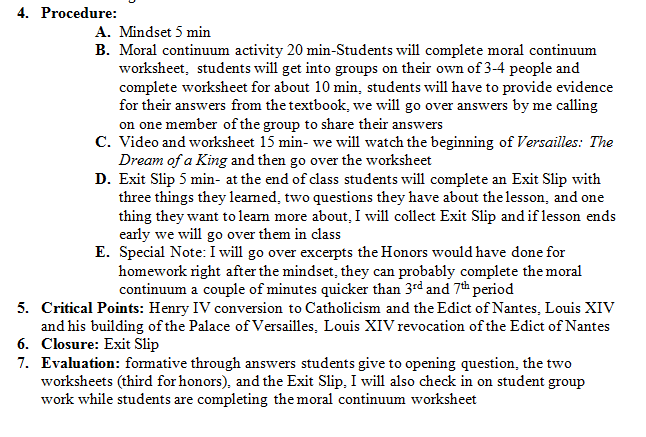 4. Procedure:
A. Mindset 5 min
B. Moral continuum activity 20 min-Students will complete moral continuum
worksheet, students will get into groups on their own of 3-4 people and
complete worksheet for about 10 min, students will have to provide evidence
for their answers from the textbook, we will go over answers by me calling
on one member of the group to share their answers
C. Video and worksheet 15 min- we will watch the beginning of Versailles: The
Dream of a King and then go over the worksheet
D. Exit Slip 5 min- at the end of class students will complete an Exit Slip with
three things they learned, two questions they have about the lesson, and one
thing they want to learn more about, I will collect Exit Slip and if lesson ends
early we will go over them in class
E. Special Note: I will go over excerpts the Honors would have done for
homework right after the mindset, they can probably complete the moral
continuum a couple of minutes quicker than 3rd and 7th period
5. Critical Points: Henry IV conversion to Catholicism and the Edict of Nantes, Louis XIV
and his building of the Palace of Versailles, Louis XIV revocation of the Edict of Nantes
6. Closure: Exit Slip
7. Evaluation: formative through answers students give to opening question, the two
worksheets (third for honors), and the Exit Slip, I will also check in on student group
work while students are completing the moral continuum worksheet